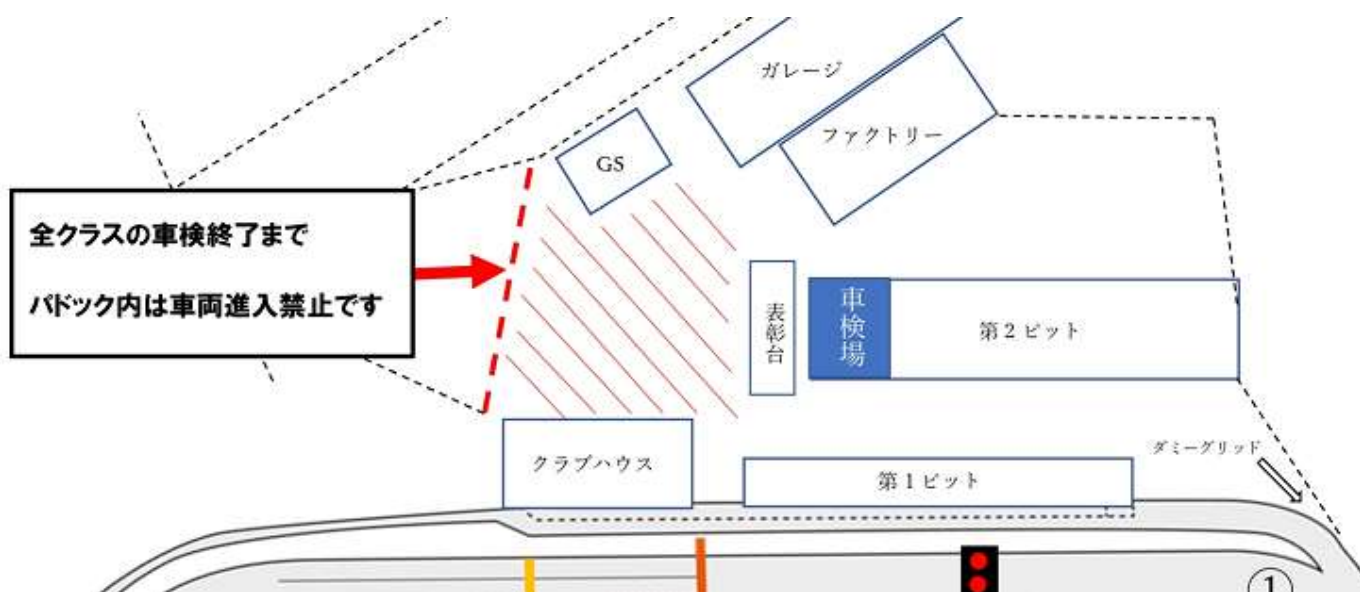 ガレージ
ファクトリー
GS
全クラスの車検終了まで
パドック内は車両進入禁止です
表彰台
車検場
第2ピット
ダミーグリッド
クラブハウス
第1ピット
1